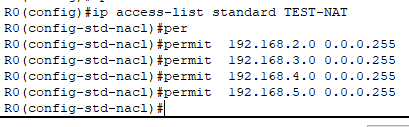 R0(config)#ip access-list standard TEST-NAT
R0(config-std-nacl)#per
R0(config-std-nacl)#permit  192.168.2.0 0.0.0.255
R0(config-std-nacl)#permit  192.168.3.0 0.0.0.255
R0(config-std-nacl)#permit  192.168.4.0 0.0.0.255
R0(config-std-nacl)#permit  192.168.5.0 0.0.0.255
R0(config-std-nacl)#